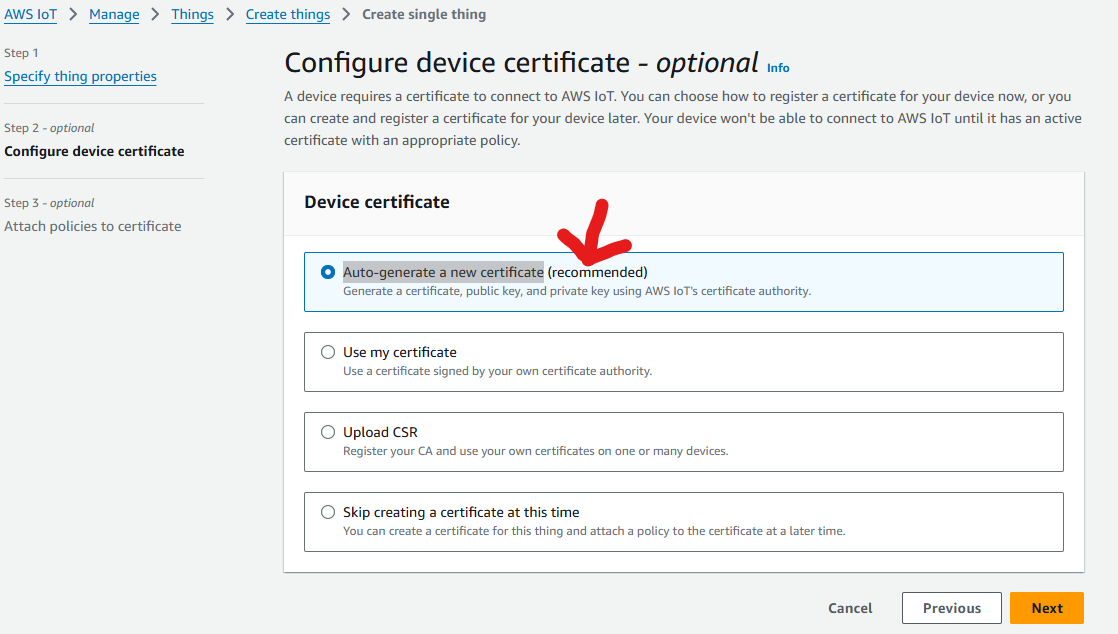 AWS IoT > Manage > Things > Create things > Create single thing
Step 1
Specify thing properties
Step 2 - optional
Configure device certificate
Step 3 - optional
Attach policies to certificate
Configure device certificate - optional Info
A device requires a certificate to connect to AWS IoT. You can choose how to register a certificate for your device now, or you
can create and register a certificate for your device later. Your device won't be able to connect to AWS IoT until it has an active
certificate with an appropriate policy.
Device certificate
Auto-generate a new certificate (recommended)
Generate a certificate, public key, and private key using AWS IoT's certificate authority.
Use my certificate
Use a certificate signed by your own certificate authority.
Upload CSR
Register your CA and use your own certificates on one or many devices.
Skip creating a certificate at this time
You can create a certificate for this thing and attach a policy to the certificate at a later time.
Cancel Previous Next